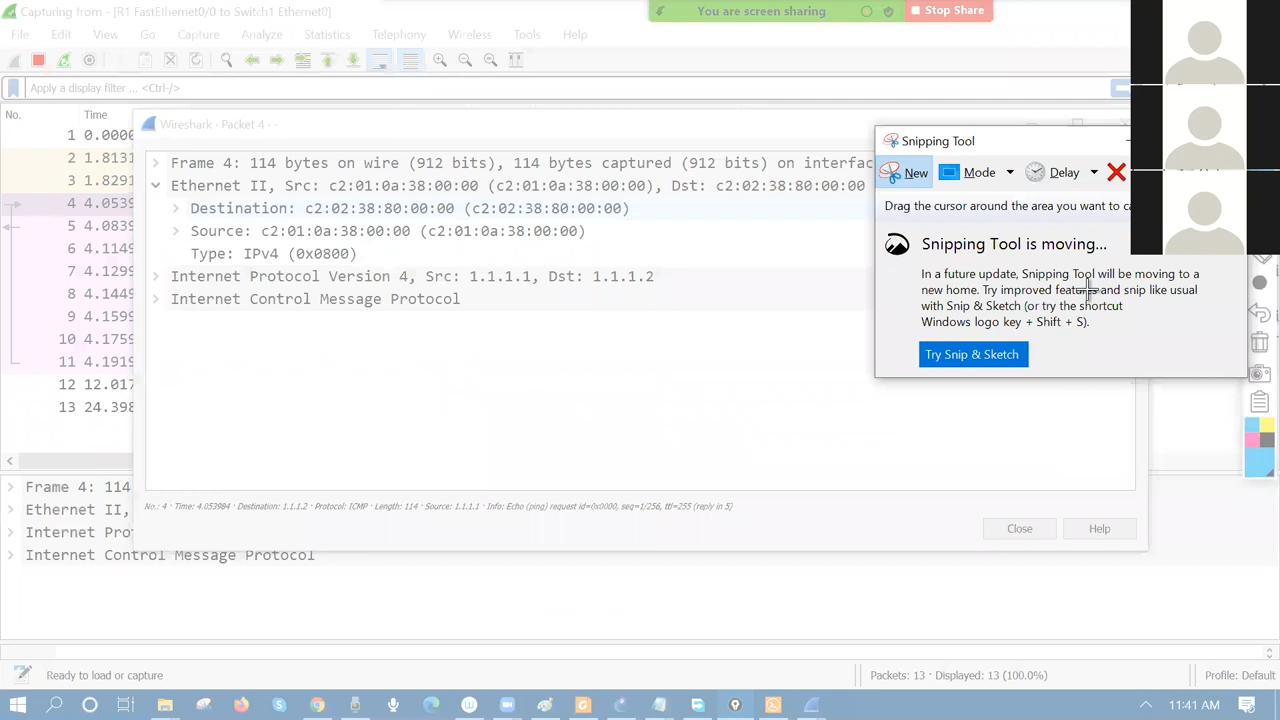 Capturing from - [R1 FastEthernet0/0 to Switch1 Ethernet0]
You are screen sharing
Stop Share
File Edit View Go Capture Analyze Statistics Telephony Wireless Tools Help
Apply a display filter ... <Ctrl-/>
No. Time
1 0.0000
2 1.8131
3 1.8291
4 4.0539
5 4.0839
6 4.1149
7 4.1299
8 4.1449
9 4.1599
10 4.1759
11 4.1919
12 12.017
13 24.398
Wireshark · Packet 4 · -
Frame 4: 114 bytes on wire (912 bits), 114 bytes captured (912 bits) on interfac
Ethernet II, Src: c2:01:0a:38:00:00 (c2:01:0a:38:00:00), Dst: c2:02:38:80:00:00
Destination: c2:02:38:80:00:00 (c2:02:38:80:00:00)
Source: c2:01:0a:38:00:00 (c2:01:0a:38:00:00)
Type: IPv4 (0x0800)
Internet Protocol Version 4, Src: 1.1.1.1, Dst: 1.1.1.2
Internet Control Message Protocol
No.: 4 · Time: 4.053984 · Destination: 1.1.1.2 · Protocol: ICMP · Length: 114 · Source: 1.1.1.1 · Info: Echo (ping) request id=0x0000, seq=1/256, ttl=255 (reply in 5)
Close Help
Snipping Tool
New Mode Delay
Drag the cursor around the area you want to ca
Snipping Tool is moving...
In a future update, Snipping Tool will be moving to a
new home. Try improved features and snip like usual
with Snip & Sketch (or try the shortcut
Windows logo key + Shift + S).
Try Snip & Sketch
Frame 4: 114
Ethernet II,
Internet Pro
Internet Control Message Protocol
Ready to load or capture
Packets: 13 · Displayed: 13 (100.0%)
Profile: Default
11:41 AM